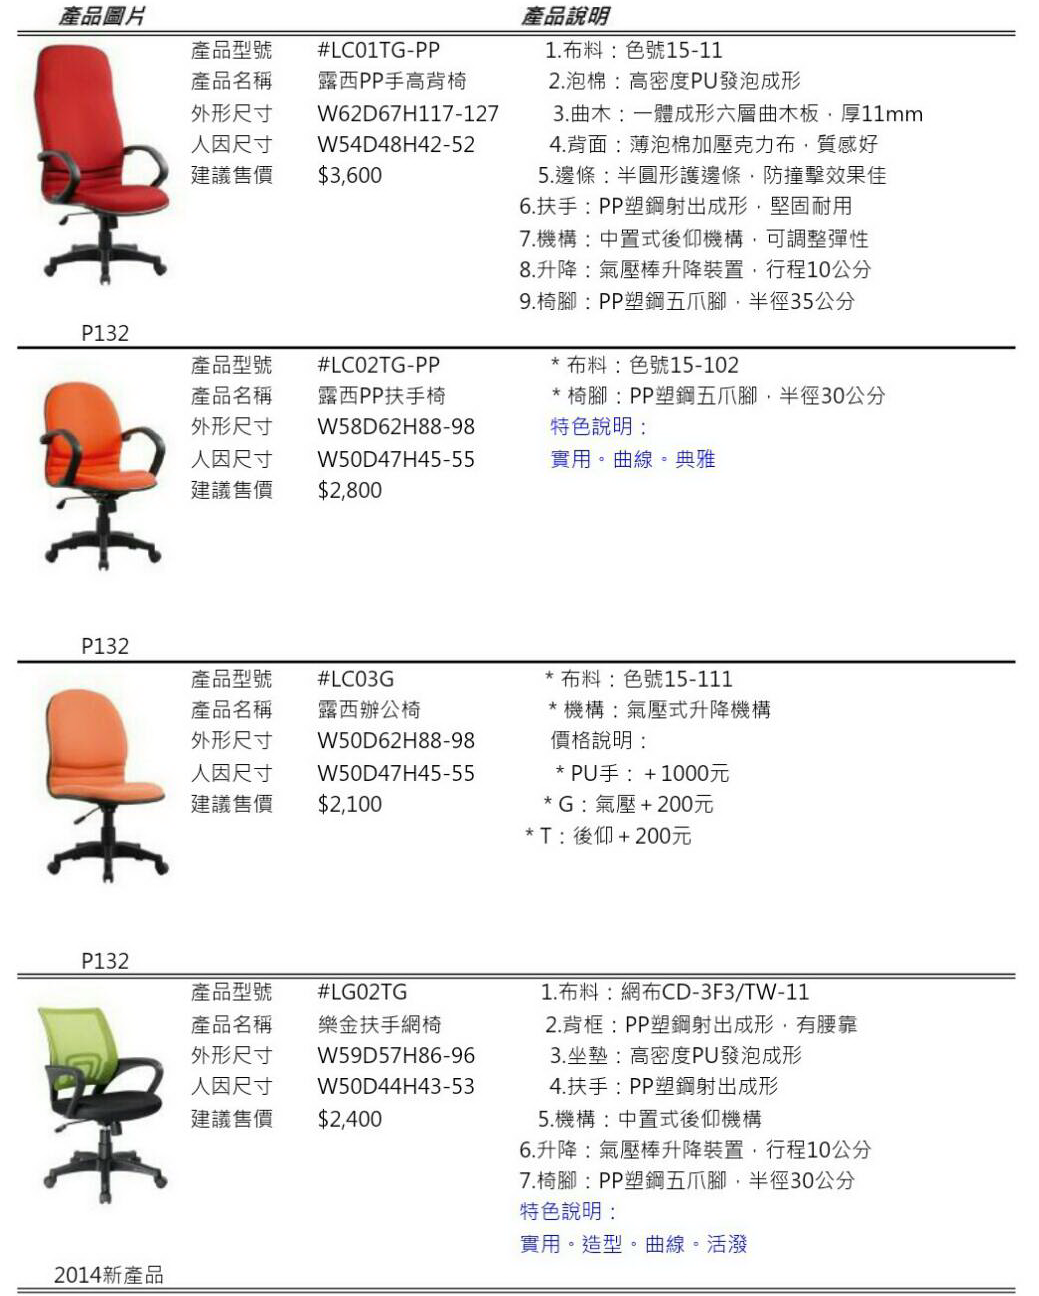 產品圖片 產品說明
產品型號 #LC01TG-PP 1.布料：色號15-11
產品名稱 露西PP手高背椅 2.泡棉：高密度PU發泡成形
外形尺寸 W62D67H117-127 3.曲木：一體成形六層曲木板，厚11mm
人因尺寸 W54D48H42-52 4.背面：薄泡棉加壓克力布，質感好
建議售價 $3,600 5.邊條：半圓形護邊條，防撞擊效果佳
6.扶手：PP塑鋼射出成形，堅固耐用
7.機構：中置式後仰機構，可調整彈性
8.升降：氣壓棒升降裝置，行程10公分
9.椅腳：PP塑鋼五爪腳，半徑35公分
P132
產品型號 #LC02TG-PP * 布料：色號15-102
產品名稱 露西PP扶手椅 * 椅腳：PP塑鋼五爪腳，半徑30公分
外形尺寸 W58D62H88-98 特色說明：
人因尺寸 W50D47H45-55 實用。曲線。典雅
建議售價 $2,800
P132
產品型號 #LC03G * 布料：色號15-111
產品名稱 露西辦公椅 * 機構：氣壓式升降機構
外形尺寸 W50D62H88-98 價格說明：
人因尺寸 W50D47H45-55 * PU手：＋1000元
建議售價 $2,100 * G：氣壓＋200元
* T：後仰＋200元
P132
產品型號 #LG02TG 1.布料：網布CD-3F3/TW-11
產品名稱 樂金扶手網椅 2.背框：PP塑鋼射出成形，有腰靠
外形尺寸 W59D57H86-96 3.坐墊：高密度PU發泡成形
人因尺寸 W50D44H43-53 4.扶手：PP塑鋼射出成形
建議售價 $2,400 5.機構：中置式後仰機構
6.升降：氣壓棒升降裝置，行程10公分
7.椅腳：PP塑鋼五爪腳，半徑30公分
特色說明：
實用。造型。曲線。活潑
2014新產品